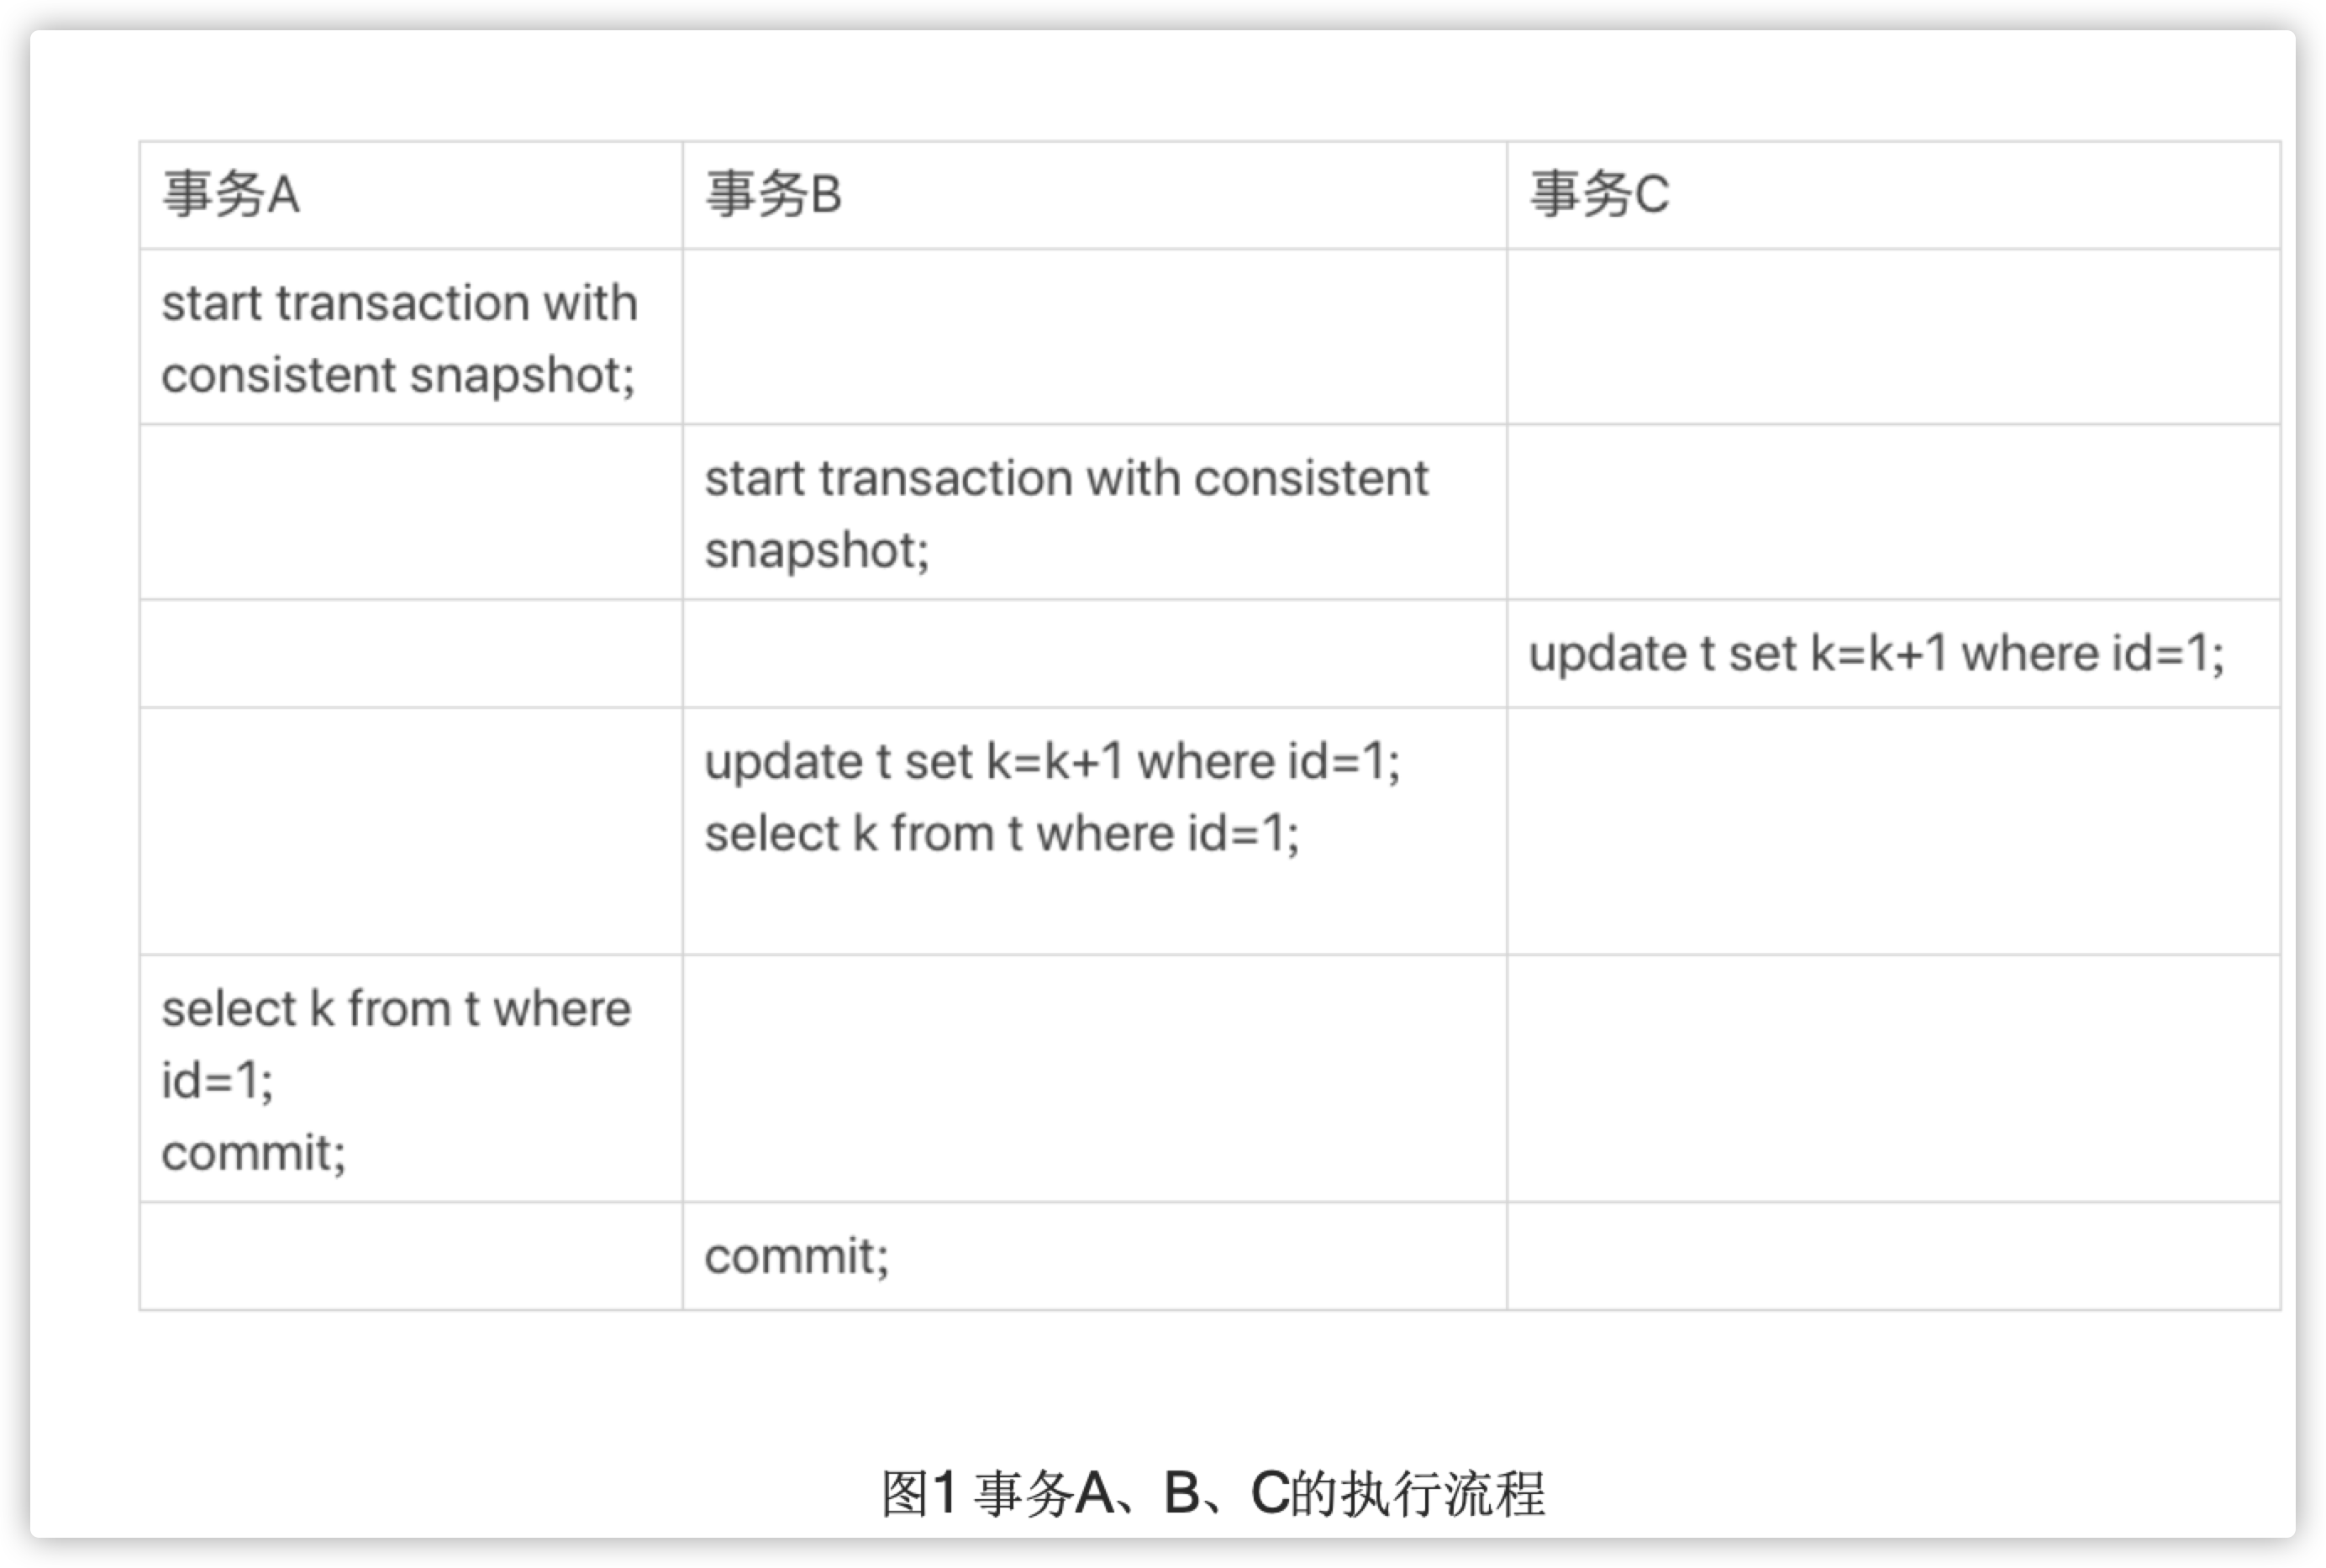 事务A
事务B
事务C
start transaction with
consistent snapshot;
start transaction with consistent
snapshot;
update t set k=k+1 where id=1;
update t set k=k+1 where id=1;
select k from t where id=1;
select k from t where
id=1;
commit;
commit;
图1 事务A、B、C的执行流程